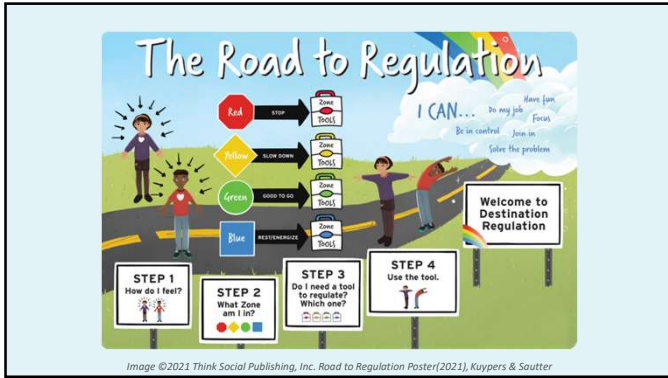 The Road to Regulation
I CAN...
Have fun
Do my job
Focus
Be in control
Join in
Solve the problem
Red
STOP
Zone
TOOLS
Yellow
SLOW DOWN
Zone
TOOLS
Green
GOOD TO GO
Zone
TOOLS
Blue
REST/ENERGIZE
Zone
TOOLS
Welcome to
Destination
Regulation
STEP 1
How do I feel?
STEP 2
What Zone
am I in?
STEP 3
Do I need a tool
to regulate?
Which one?
STEP 4
Use the tool.
Image ©2021 Think Social Publishing, Inc. Road to Regulation Poster(2021), Kuypers & Sautter